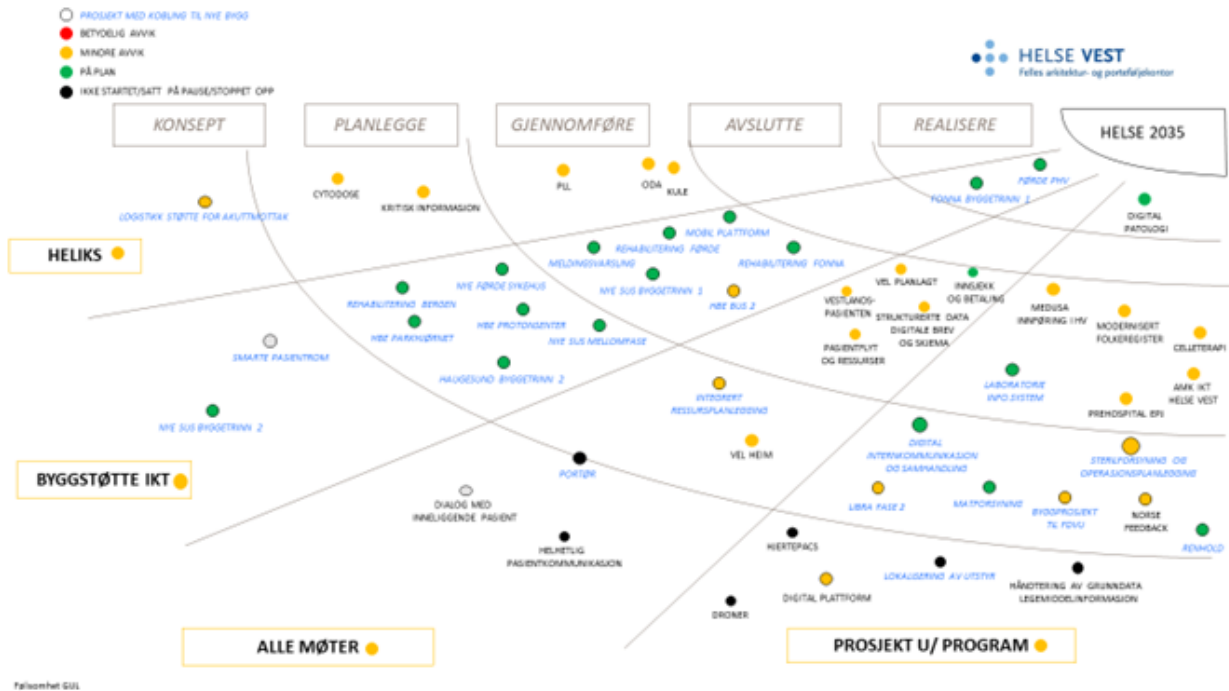 PROSJEKT MED KOBLING TIL NYE BYGG
BETYDELIG AVVIK
MINDRE AVVIK
PÅ PLAN
IKKE STARTET/SATT PÅ PAUSE/STOPPET OPP
HELSE VEST
Felles arkitektur- og porteføljekontor
KONSEPT
PLANLEGGE
GJENNOMFØRE
AVSLUTTE
REALISERE
HELSE 2035
LOGISTIKK STØTTE FOR AKUTTMOTTAK
CYTODOSE
KRITISK INFORMASJON
PLL
ODA
KULE
FØRDE PHV
FONNA BYGGETRINN 1
DIGITAL
PATOLOGI
HELIKS
MOBIL PLATTFORM
REHABILITERING FØRDE
MELDINGSVARSLING
REHABILITERING FONNA
NYE FØRDE SYKEHUS
NYE SUS BYGGETRINN 1
REHABILITERING BERGEN
HBE BUS 2
HBE PROTONSENTER
HBE PARKHJØRNET
NYE SUS MELLOMFASE
SMARTE PASIENTROM
HAUGESUND BYGGETRINN 2
NYE SUS BYGGETRINN 2
VEL PLANLAGT
INNSJEKK
OG BETALING
VESTLANDS-
PASIENTEN
STRUKTURERTE DATA
DIGITALE BREV
OG SKJEMA
PASIENTFLYT
OG RESSURSER
MEDUSA
INNFØRING I HV
MODERNISERT
FOLKEREGISTER
CELLETERAPI
LABORATORIE
INFO SYSTEM
AMK IKT
HELSE VEST
PREHOSPITAL EPJ
INTEGRERT
RESSURSPLANLEGGING
VEL HEIM
DIGITAL
INTERNKOMMUNIKASJON
OG SAMHANDLING
STERILFORSYNING OG
OPERASJONSPLANLEGGING
BYGGSTØTTE IKT
PORTØR
DIALOG MED
INNELIGGENDE PASIENT
LIBRA FASE 2
MATFORSYNING
BYGGPROSJEKT
TIL FDVU
NORSE
FEEDBACK
RENHOLD
HELHETLIG
PASIENTKOMMUNIKASJON
HJERTEPACS
LOKALISERING AV UTSTYR
HÅNDTERING AV GRUNNDATA
LEGEMIDDELINFORMASJON
DIGITAL PLATTFORM
DRONER
ALLE MØTER
PROSJEKT U/ PROGRAM
Følsomhet GUL